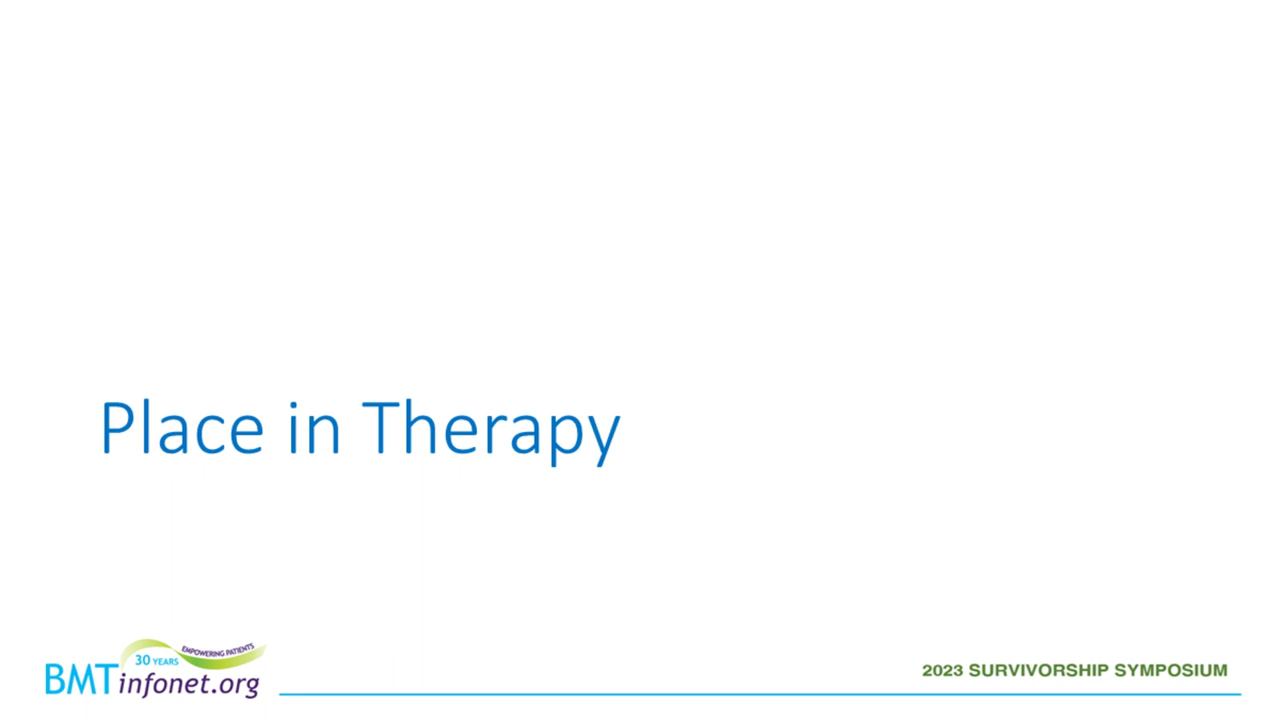 Place in Therapy
30 YEARS
EMPOWERING PATIENTS
BMTinfonet.org
2023 SURVIVORSHIP SYMPOSIUM